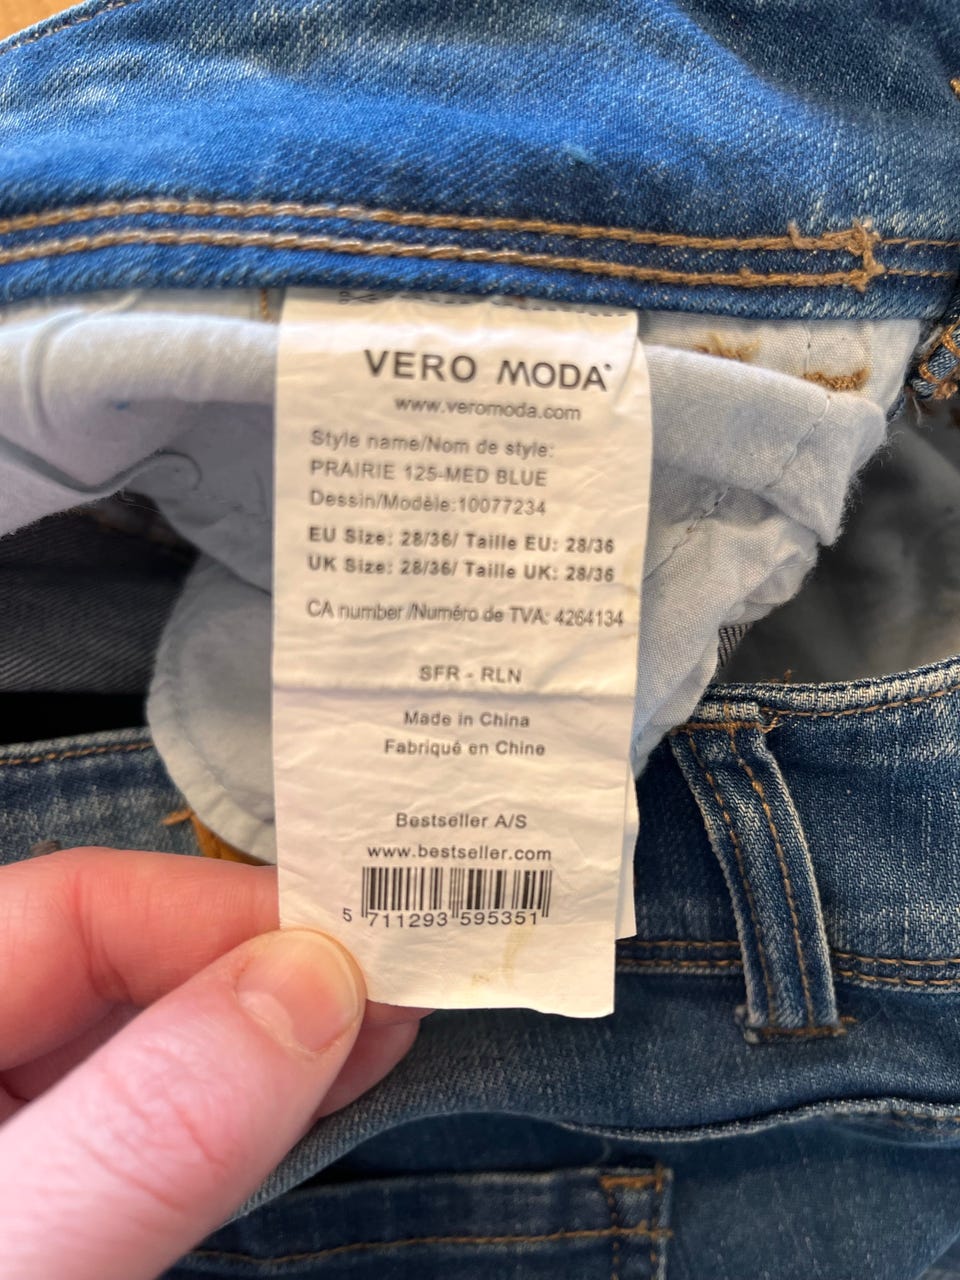 VERO MODA
www.veromoda.com
Style name/Nom de style:
PRAIRIE 125-MED BLUE
Dessin/Modèle:10077234
EU Size: 28/36/ Taille EU: 28/36
UK Size: 28/36/ Taille UK: 28/36
CA number /Numéro de TVA: 4264134
SFR - RLN
Made in China
Fabriqué en Chine
Bestseller A/S
www.bestseller.com
5 711293 595351